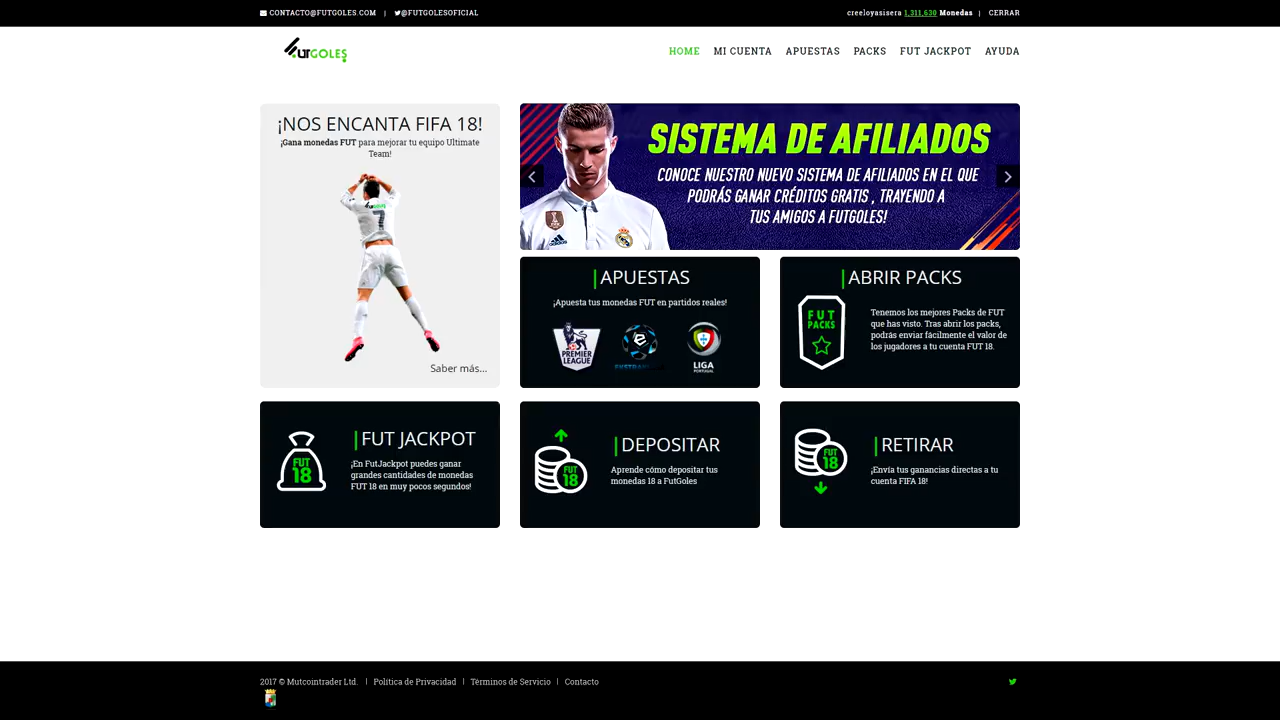 CONTACTO@FUTGOLES.COM | @FUTGOLESOFICIAL
creeloyasisera 1,311,630 Monedas | CERRAR
FUTGOLES
HOME MI CUENTA APUESTAS PACKS FUT JACKPOT AYUDA
¡NOS ENCANTA FIFA 18!
¡Gana monedas FUT para mejorar tu equipo Ultimate
Team!
7
Saber más...
SISTEMA DE AFILIADOS
CONOCE NUESTRO NUEVO SISTEMA DE AFILIADOS EN EL QUE
PODRÁS GANAR CRÉDITOS GRATIS , TRAYENDO A
TUS AMIGOS A FUTGOLES!
|APUESTAS
¡Apuesta tus monedas FUT en partidos reales!
PREMIER
LEAGUE
LIGA
PORTUGAL
|ABRIR PACKS
FUT
PACKS
Tenemos los mejores Packs de FUT
que has visto. Tras abrir los packs,
podrás enviar fácilmente el valor de
los jugadores a tu cuenta FUT 18.
|FUT JACKPOT
FUT
18
¡En FutJackpot puedes ganar
grandes cantidades de monedas
FUT 18 en muy pocos segundos!
|DEPOSITAR
FUT
18
Aprende cómo depositar tus
monedas 18 a FutGoles
|RETIRAR
FUT
18
¡Envía tus ganancias directas a tu
cuenta FIFA 18!
2017 © Mutcointrader Ltd. | Política de Privacidad | Términos de Servicio | Contacto